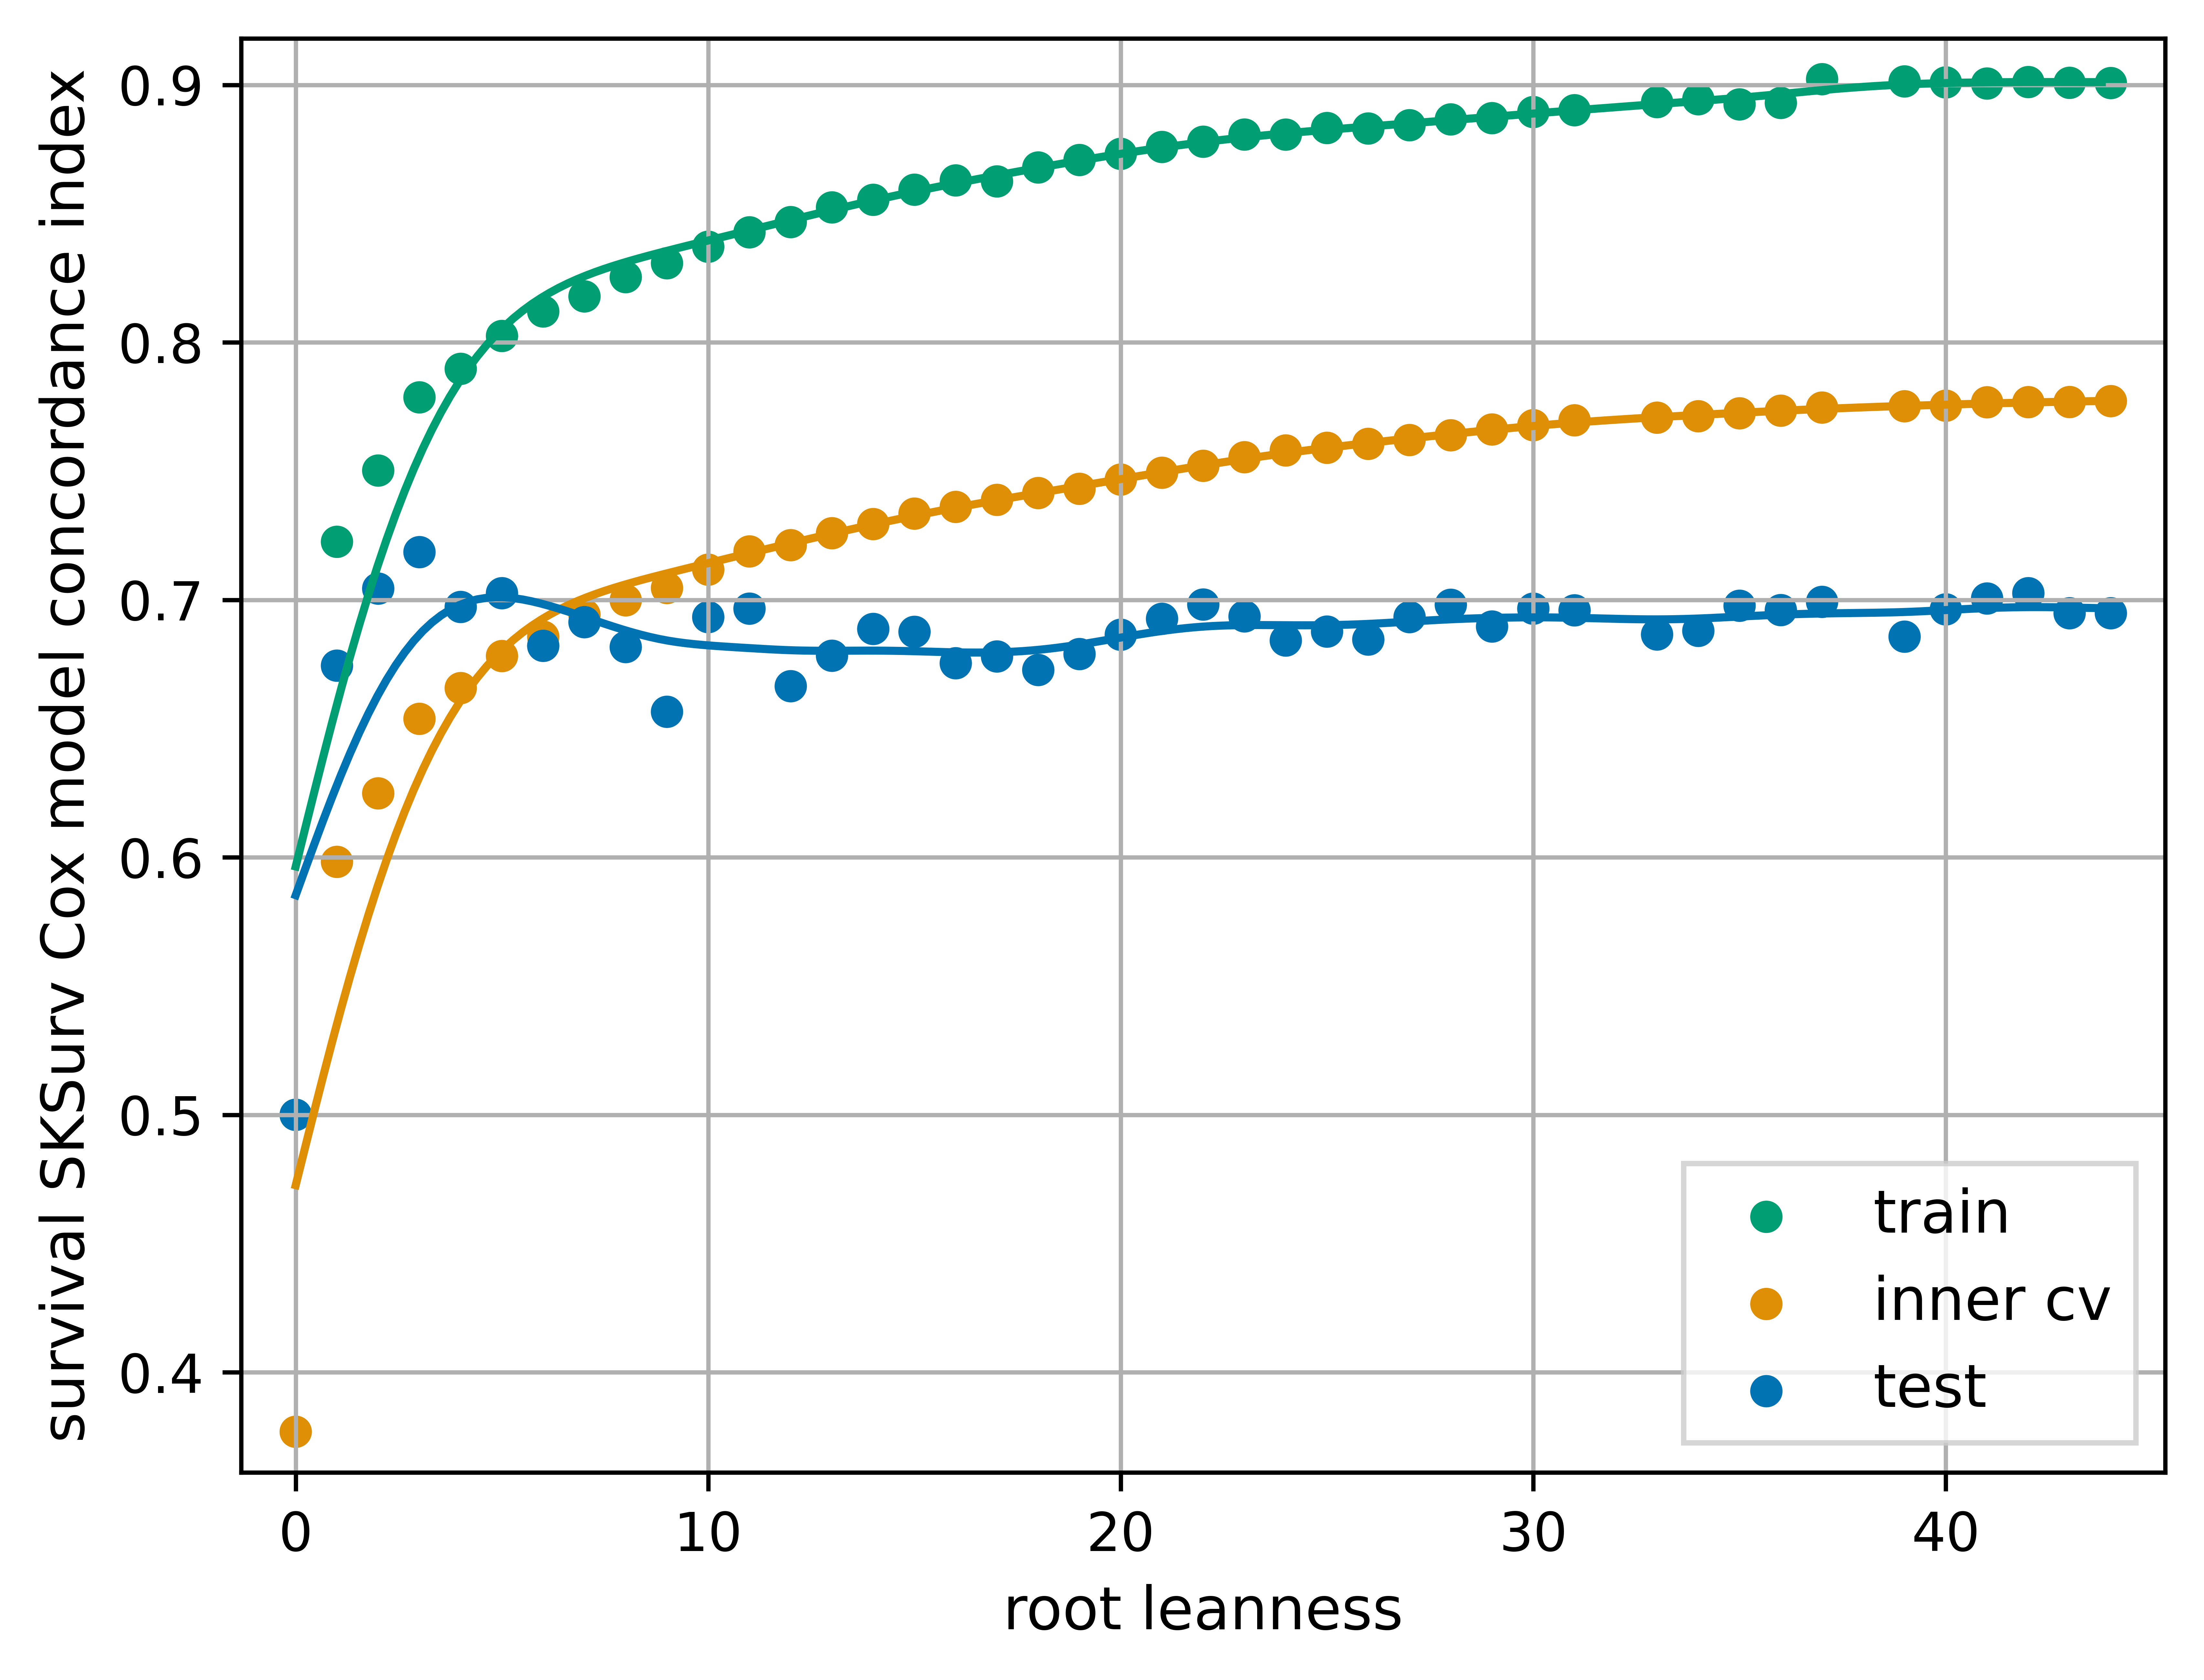 survival SKSurv Cox model concordance index
0.9
0.8
0.7
0.6
0.5
0.4
0
10
20
30
40
root leanness
train
inner cv
test